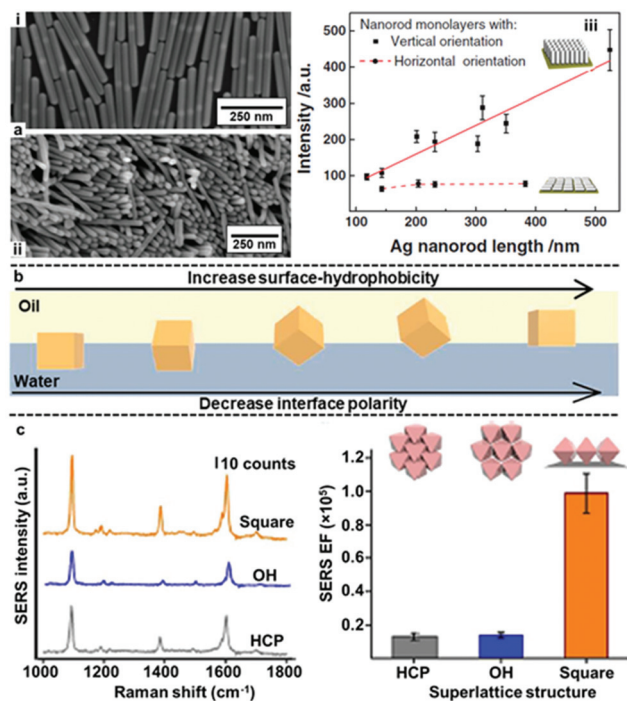 i
250 nm
a
ii
250 nm
Nanorod monolayers with:
iii
Vertical orientation
Horizontal orientation
Intensity /a.u.
500
400
300
200
100
100
200
300
400
500
Ag nanorod length /nm
b
Increase surface-hydrophobicity
Oil
Water
Decrease interface polarity
c
SERS intensity (a.u.)
I10 counts
Square
OH
HCP
1000
1200
1400
1600
1800
Raman shift (cm⁻¹)
SERS EF (×10⁵)
1.2
1.0
0.8
0.6
0.4
0.2
HCP
OH
Square
Superlattice structure